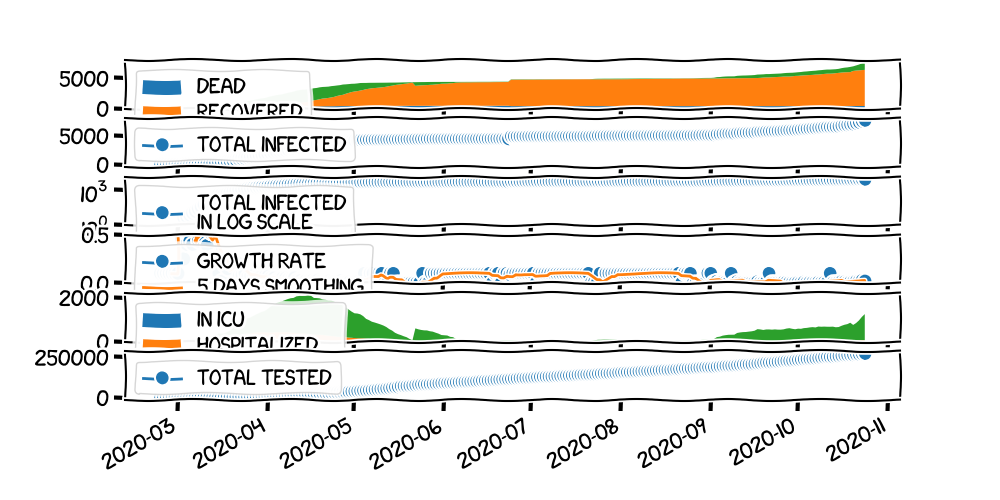 5000
DEAD
RECOVERED
0
5000
TOTAL INFECTED
0
10³
TOTAL INFECTED
IN LOG SCALE
0.5
GROWTH RATE
0.0
5 DAYS SMOOTHING
2000
IN ICU
0
HOSPITALIZED
250000
TOTAL TESTED
0
2020-03
2020-04
2020-05
2020-06
2020-07
2020-08
2020-09
2020-10
2020-11